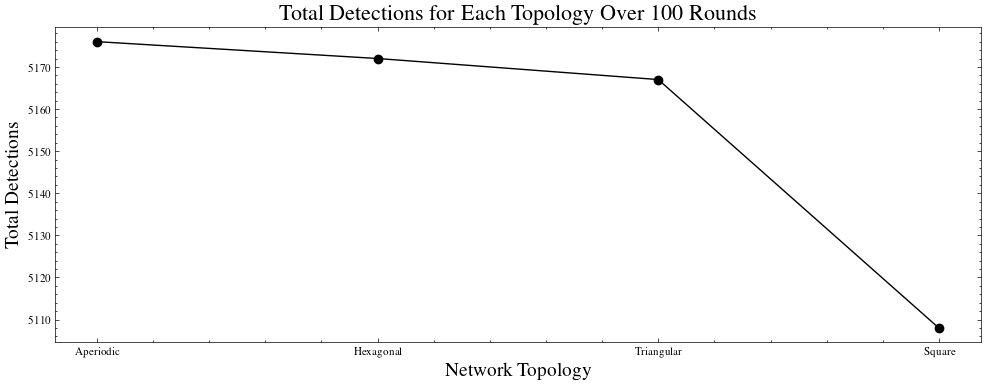 Total Detections for Each Topology Over 100 Rounds
Total Detections
5170
5160
5150
5140
5130
5120
5110
Aperiodic
Hexagonal
Triangular
Square
Network Topology